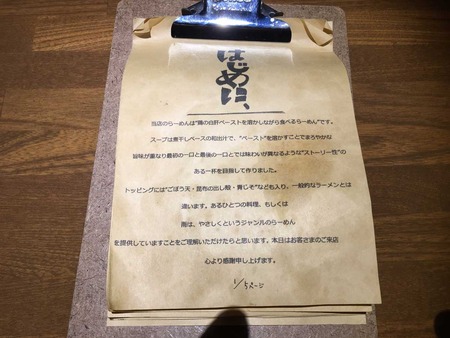 はじめに、
当店のらーめんは"鶏の白肝ペーストを溶かしながら食べるらーめん"です。
スープは煮干しベースの和出汁で、"ペースト"を溶かすことでまろやかな
旨味が重なり最初の一口と最後の一口とでは味わいが異なるような"ストーリー性"の
ある一杯を目指して作りました。
トッピングには"ごぼう天・昆布の出し殻・青じそ"なども入り、一般的なラーメンとは
違います。あるひとつの料理、もしくは
雨は、やさしくというジャンルのらーめん
を提供していますことをご理解いただけたらと思います。本日はお客さまのご来店
心より感謝申し上げます。
1/5ページ